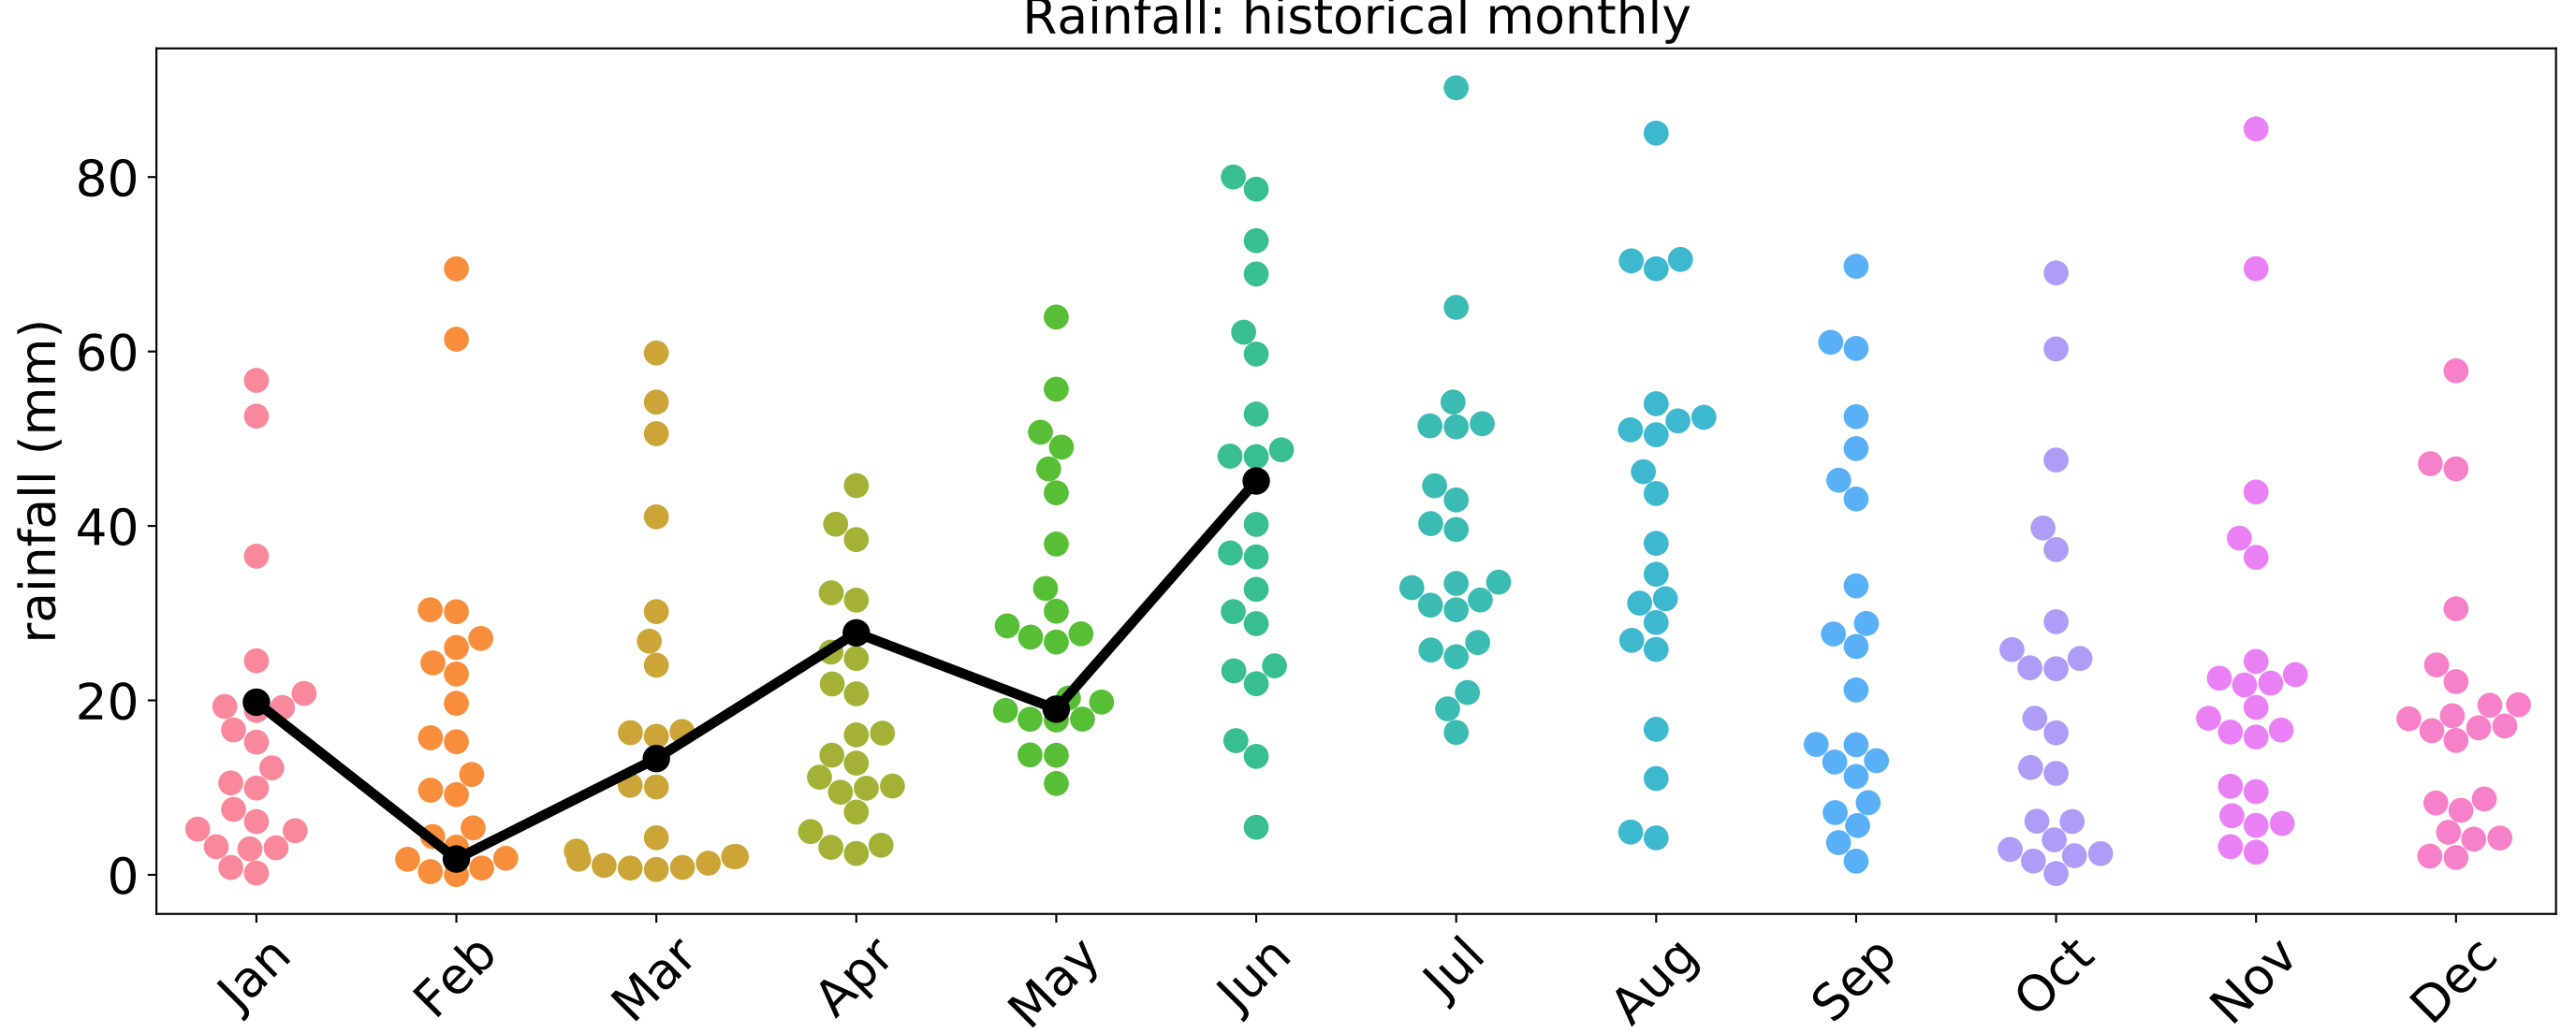 Rainfall: historical monthly
rainfall (mm)
80
60
40
20
0
Jan Feb Mar Apr May Jun Jul Aug Sep Oct Nov Dec